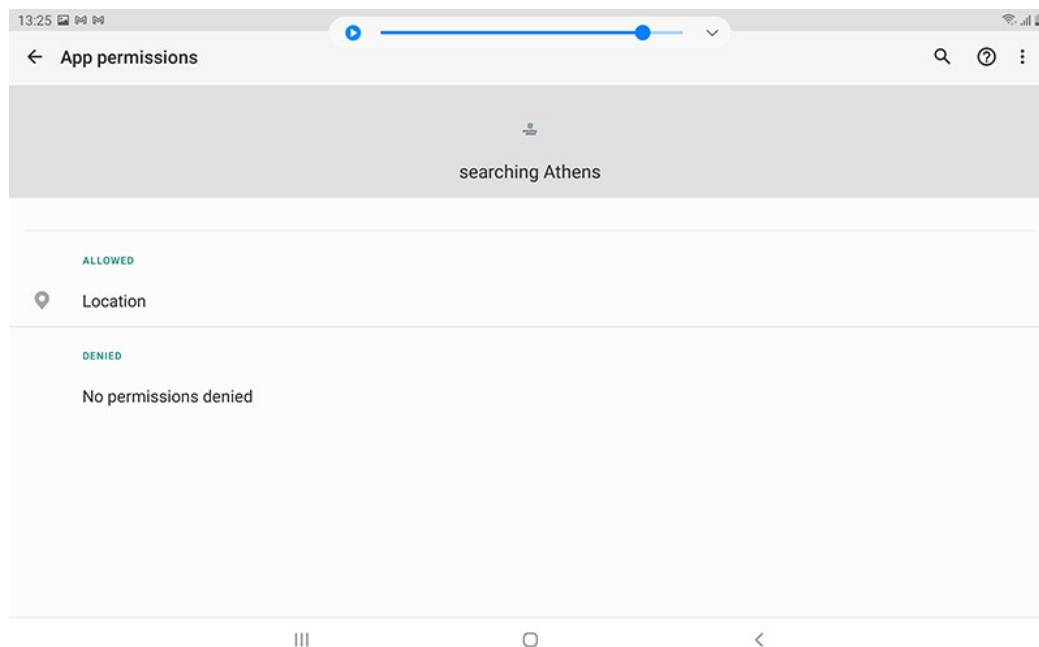 13:25
App permissions
searching Athens
ALLOWED
Location
DENIED
No permissions denied